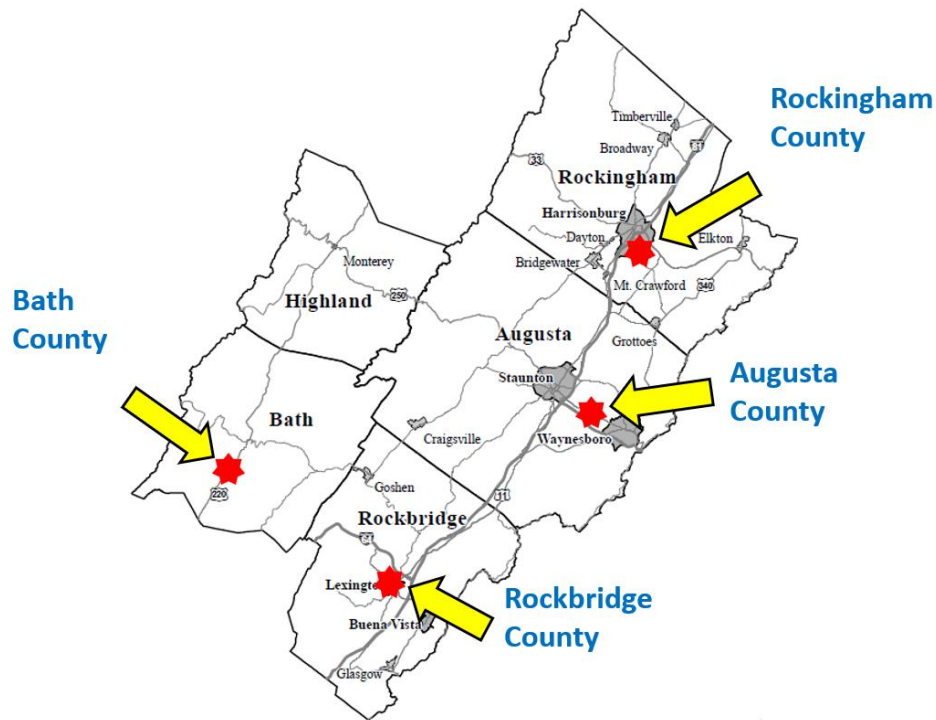 Rockingham
County
Timberville
Broadway
81
33
Rockingham
Harrisonburg
Dayton
Elkton
Bridgewater
Mt. Crawford
340
Monterey
Highland
250
Bath
County
Augusta
Grottoes
Staunton
Augusta
County
Bath
Craigsville
Waynesboro
Goshen
220
11
Rockbridge
64
Lexington
Rockbridge
County
Buena Vista
Glasgow